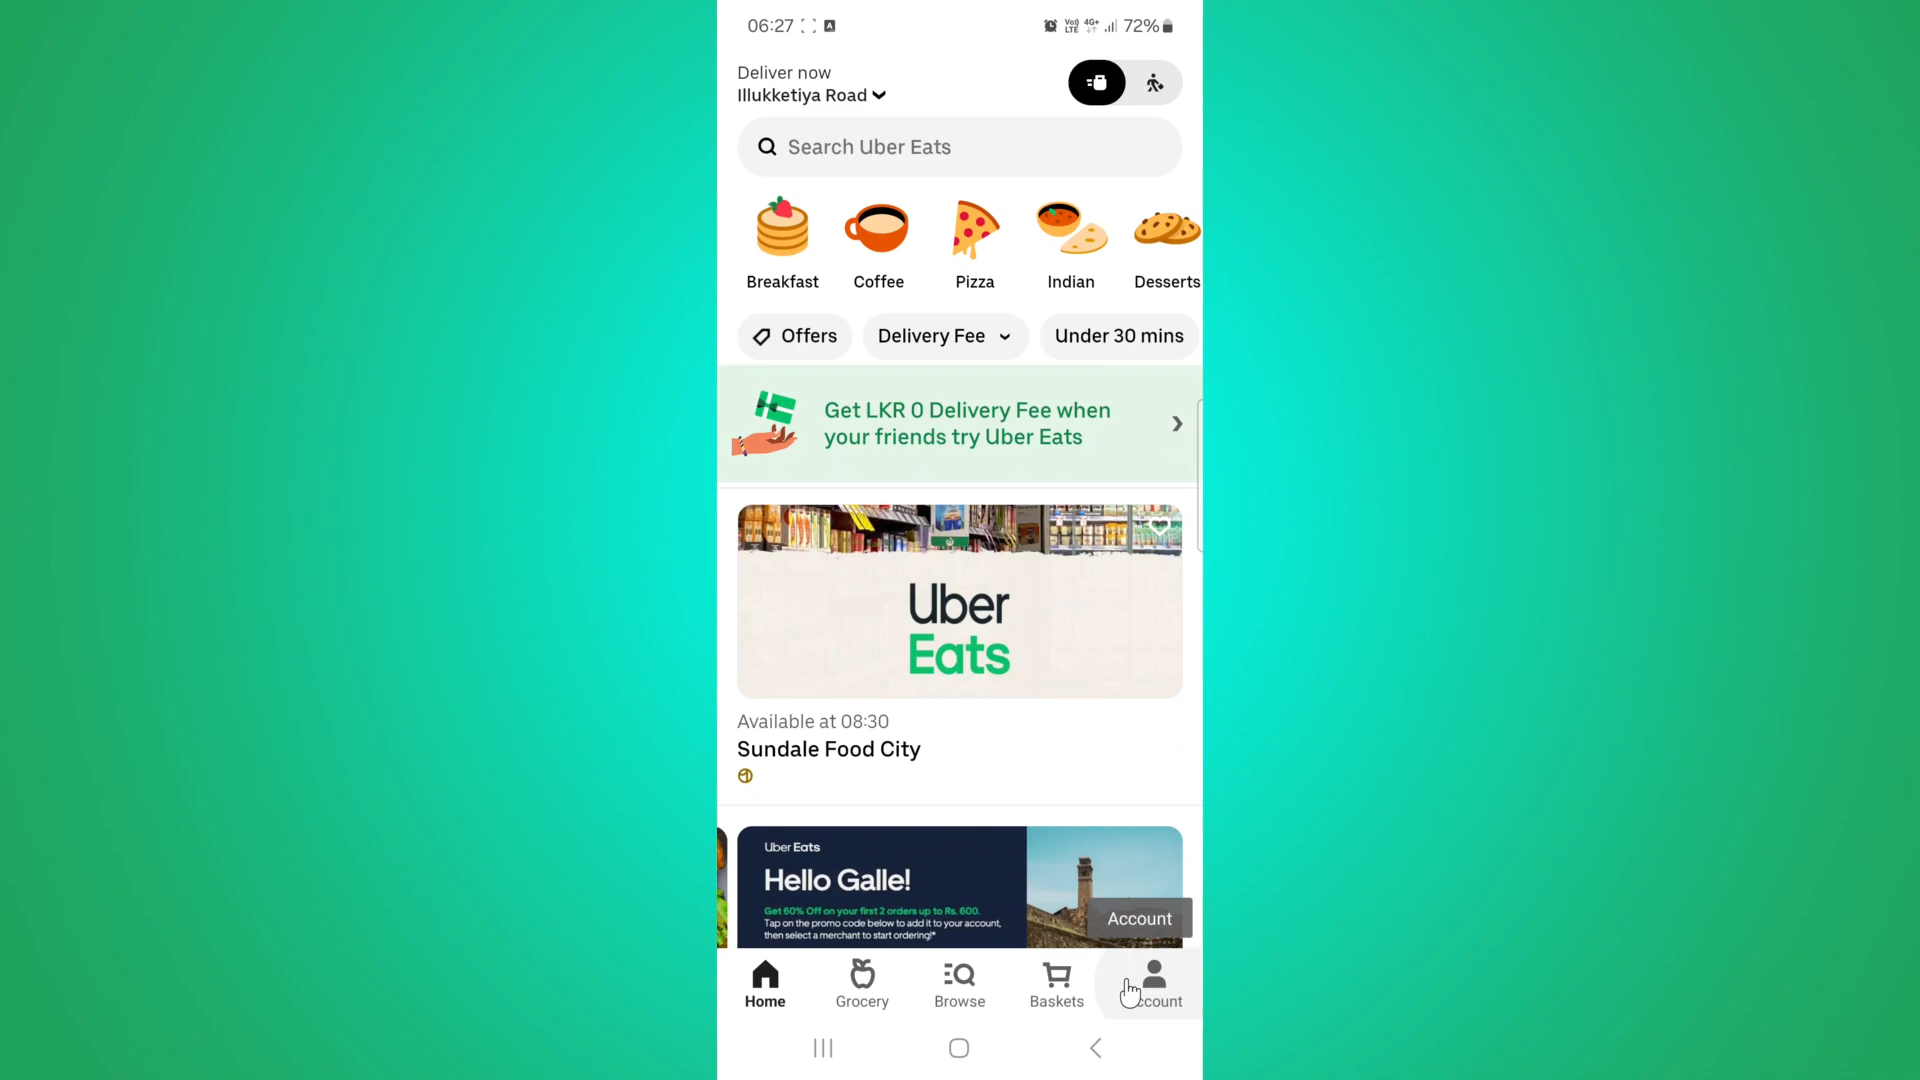 06:27
Voi) LTE 4G+ 72%
Deliver now
Illukketiya Road
Search Uber Eats
Breakfast Coffee Pizza Indian Desserts
Offers Delivery Fee Under 30 mins
Get LKR 0 Delivery Fee when
your friends try Uber Eats
Uber
Eats
Available at 08:30
Sundale Food City
Uber Eats
Hello Galle!
Get 60% Off on your first 2 orders up to Rs. 600.
Tap on the promo code below to add it to your account,
then select a merchant to start ordering!*
Account
Home Grocery Browse Baskets ccount